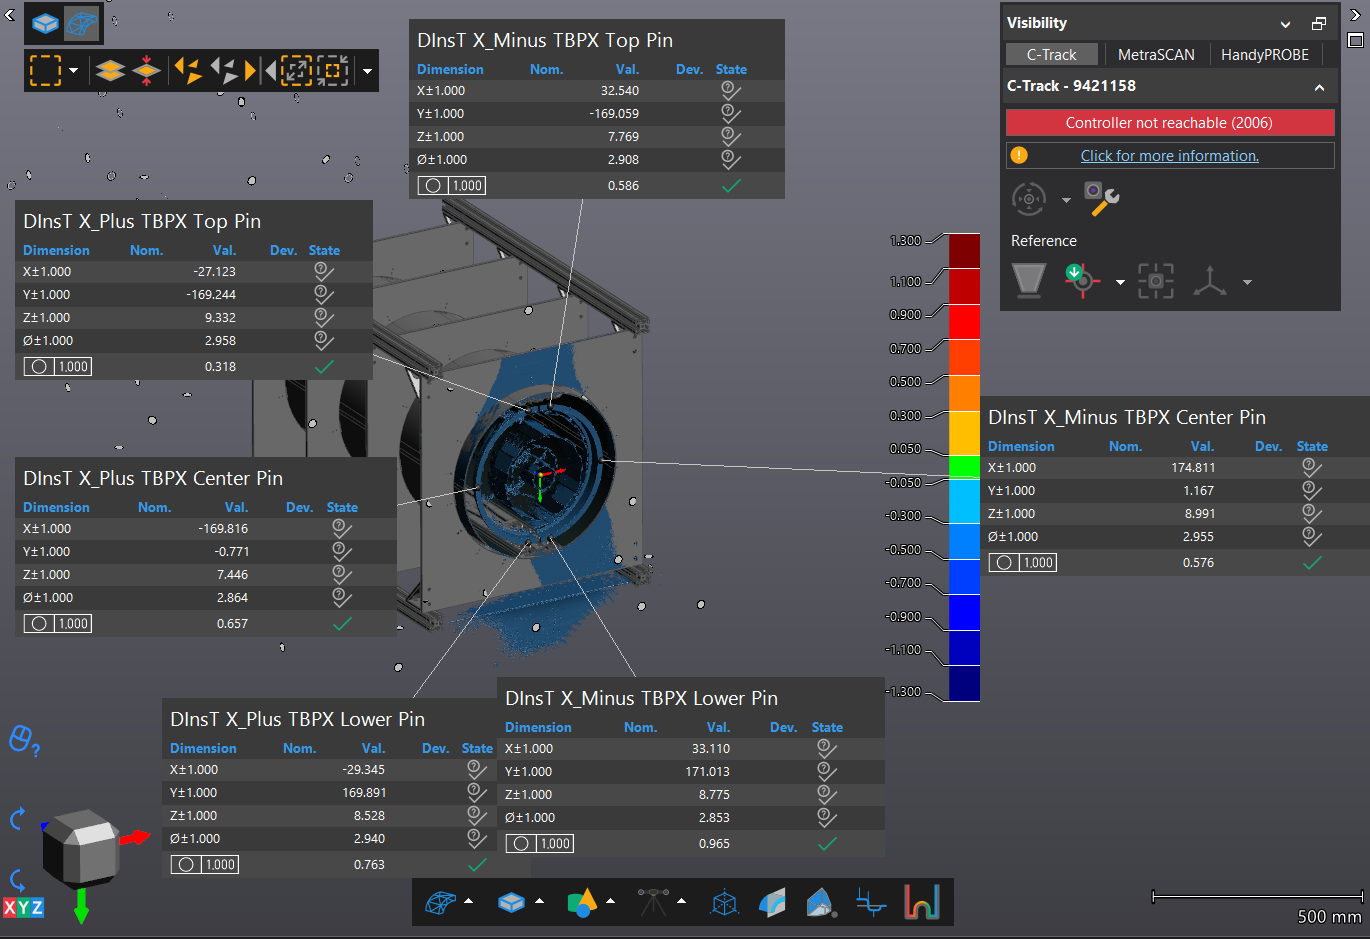 DInsT X_Minus TBPX Top Pin
Dimension Nom. Val. Dev. State
X±1.000 32.540
Y±1.000 -169.059
Z±1.000 7.769
Ø±1.000 2.908
1.000 0.586
Visibility
C-Track MetraSCAN HandyPROBE
C-Track - 9421158
Controller not reachable (2006)
Click for more information.
Reference
DInsT X_Plus TBPX Top Pin
Dimension Nom. Val. Dev. State
X±1.000 -27.123
Y±1.000 -169.244
Z±1.000 9.332
Ø±1.000 2.958
1.000 0.318
1.300
1.100
0.900
0.700
0.500
0.300
0.050
-0.050
-0.300
-0.500
-0.700
-0.900
-1.100
-1.300
DInsT X_Minus TBPX Center Pin
Dimension Nom. Val. Dev. State
X±1.000 174.811
Y±1.000 1.167
Z±1.000 8.991
Ø±1.000 2.955
1.000 0.576
DInsT X_Plus TBPX Center Pin
Dimension Nom. Val. Dev. State
X±1.000 -169.816
Y±1.000 -0.771
Z±1.000 7.446
Ø±1.000 2.864
1.000 0.657
DInsT X_Plus TBPX Lower Pin
Dimension Nom. Val. Dev. State
X±1.000 -29.345
Y±1.000 169.891
Z±1.000 8.528
Ø±1.000 2.940
1.000 0.763
DInsT X_Minus TBPX Lower Pin
Dimension Nom. Val. Dev. State
X±1.000 33.110
Y±1.000 171.013
Z±1.000 8.775
Ø±1.000 2.853
1.000 0.965
XYZ
500 mm